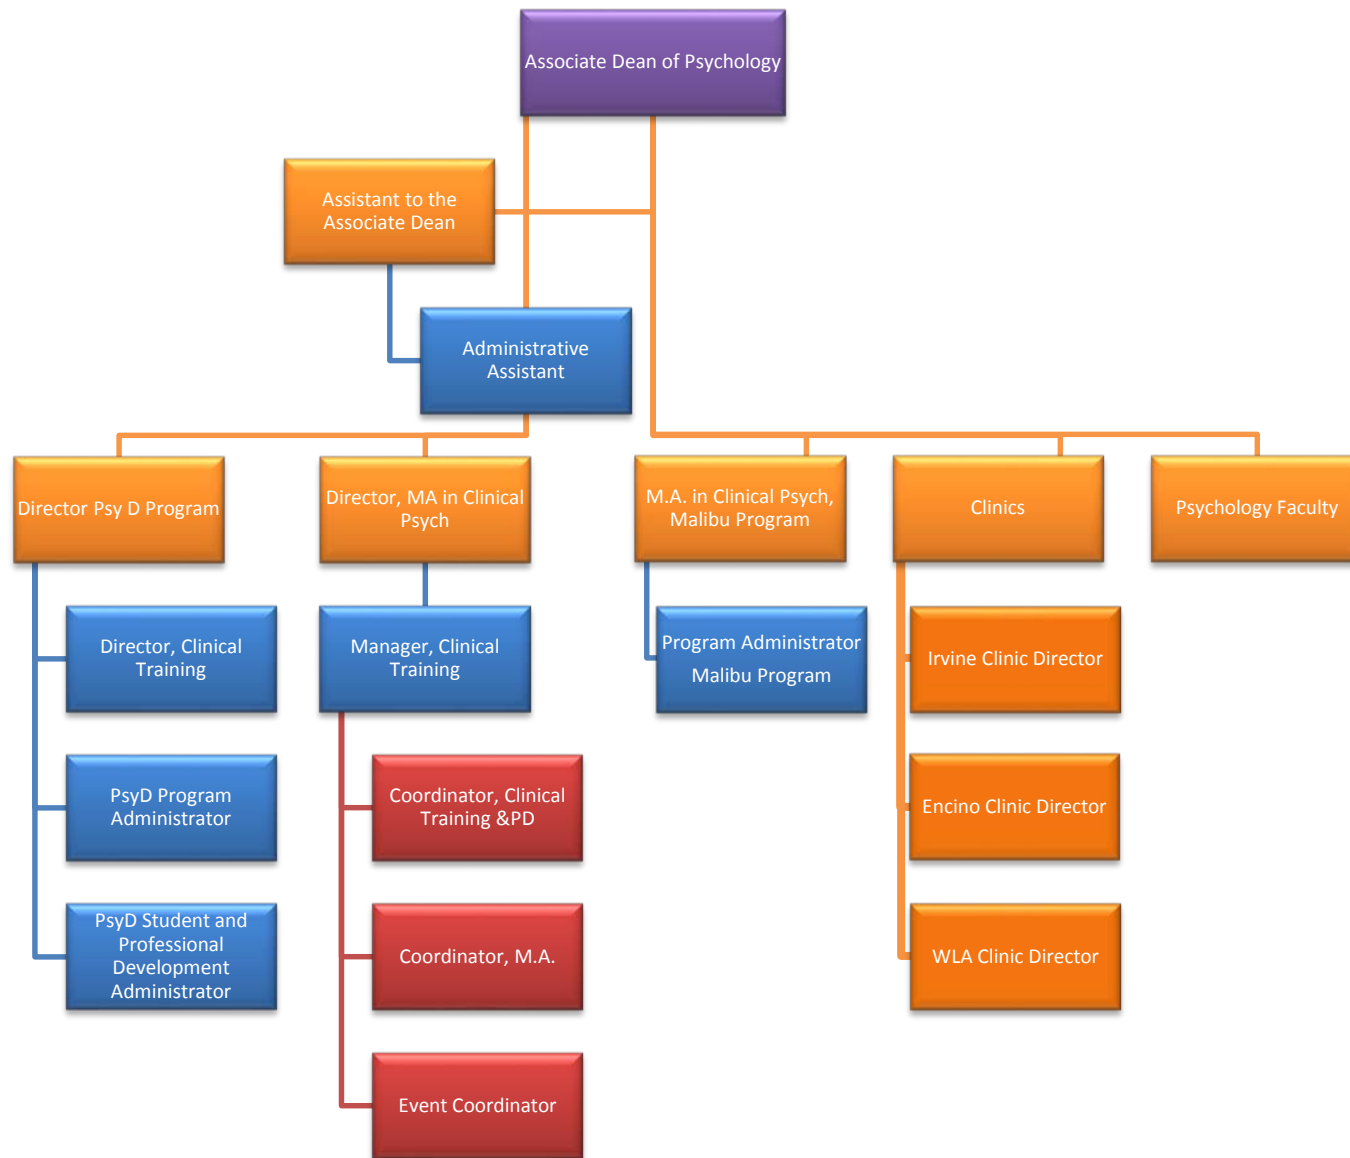 Associate Dean of Psychology
Assistant to the
Associate Dean
Administrative
Assistant
Director Psy D Program
Director, MA in Clinical
Psych
M.A. in Clinical Psych,
Malibu Program
Clinics
Psychology Faculty
Director, Clinical
Training
Manager, Clinical
Training
Program Administrator
Malibu Program
Irvine Clinic Director
PsyD Program
Administrator
Coordinator, Clinical
Training &PD
Encino Clinic Director
PsyD Student and
Professional
Development
Administrator
Coordinator, M.A.
WLA Clinic Director
Event Coordinator